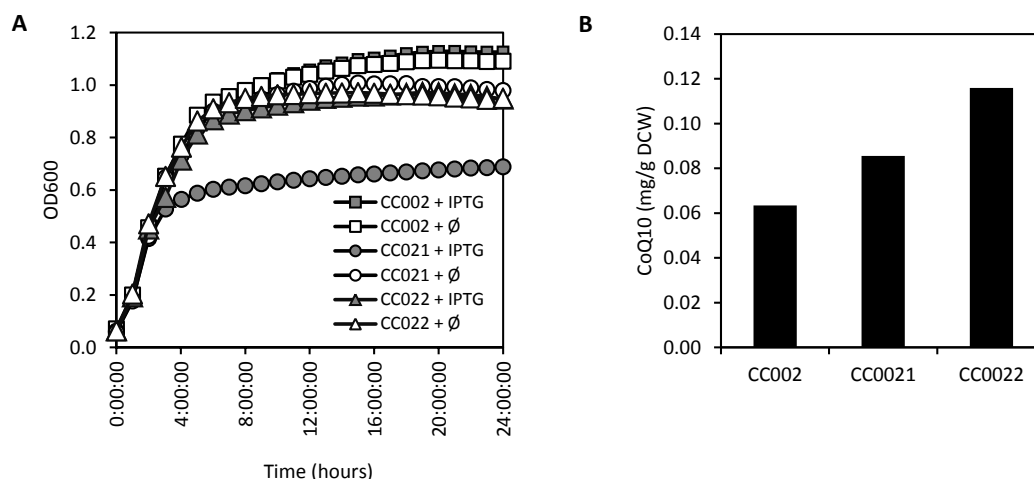 A
1.2
1.0
0.8
0.6
0.4
0.2
0.0
OD600
CC002 + IPTG
CC002 + Ø
CC021 + IPTG
CC021 + Ø
CC022 + IPTG
CC022 + Ø
0:00:00
4:00:00
8:00:00
12:00:00
16:00:00
20:00:00
24:00:00
Time (hours)
B
0.14
0.12
0.10
0.08
0.06
0.04
0.02
0.00
CoQ10 (mg/g DCW)
CC002
CC0021
CC0022